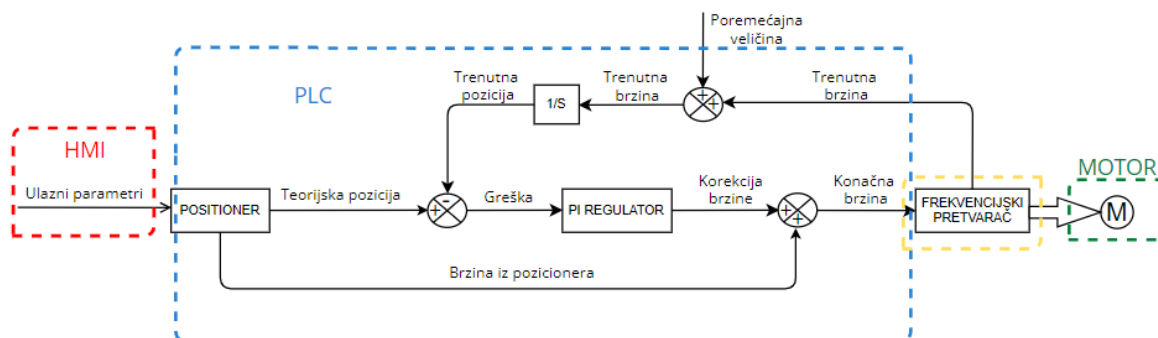 Poremećajna
veličina
PLC
Trenutna
pozicija
1/S
Trenutna
brzina
+
+
Trenutna
brzina
HMI
Ulazni parametri
POSITIONER
Teorijska pozicija
+
-
Greška
PI REGULATOR
Korekcija
brzine
+
+
Konačna
brzina
FREKVENCIJSKI
PRETVARAČ
MOTOR
M
Brzina iz pozicionera